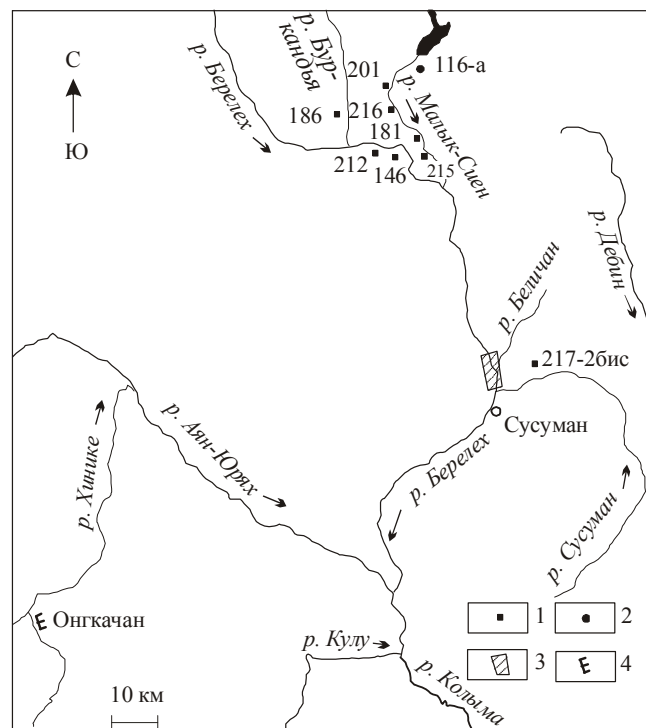 С
Ю
р. Берелех
р. Бур-
кандья
201
116-а
р. Малык-Сиен
186
216
181
212
146
215
р. Дебин
р. Беличан
217-2бис
Сусуман
р. Аян-Юрях
р. Берелех
р. Хинике
р. Сусуман
Онгкачан
1
2
р. Кулу
3
4
р. Колыма
10 км